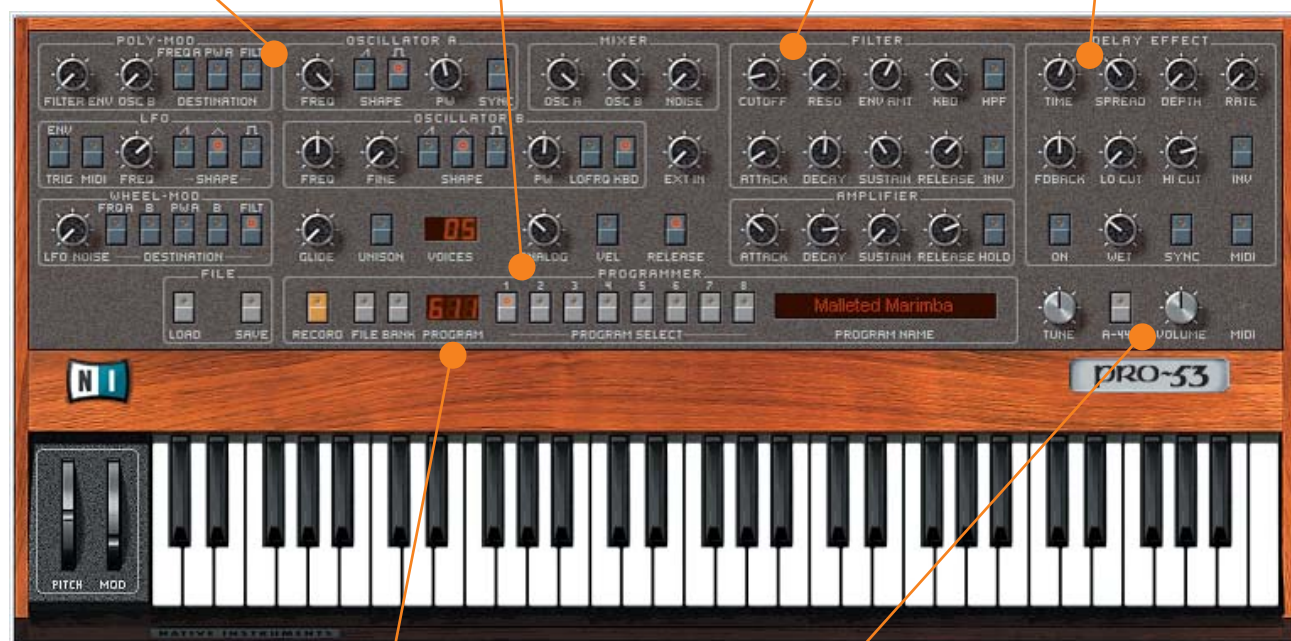 POLY-MOD
FREQA PWA FILT
FILTER ENV OSC B DESTINATION
OSCILLATOR A
FREQ SHAPE PW SYNC
MIXER
OSC A OSC B NOISE
FILTER
CUTOFF RESO ENV AMT KBD HPF
DELAY EFFECT
TIME SPREAD DEPTH RATE
LFO
ENV
TRIG MIDI FREQ SHAPE
OSCILLATOR B
FREQ FINE SHAPE PW LOFRQ KBD
EXT IN
ATTACK DECAY SUSTAIN RELEASE INV
FDBACK LO CUT HI CUT INV
WHEEL-MOD
FRQA B PWA B FILT
LFO NOISE DESTINATION
GLIDE UNISON VOICES
05
ANALOG VEL RELEASE
AMPLIFIER
ATTACK DECAY SUSTAIN RELEASE HOLD
ON WET SYNC MIDI
FILE
LOAD SAVE
PROGRAMMER
1 2 3 4 5 6 7 8
611
Malleted Marimba
RECORD FILE BANK PROGRAM PROGRAM SELECT PROGRAM NAME
TUNE VOLUME MIDI
NI
PRO-53
PITCH MOD
NATIVE INSTRUMENTS